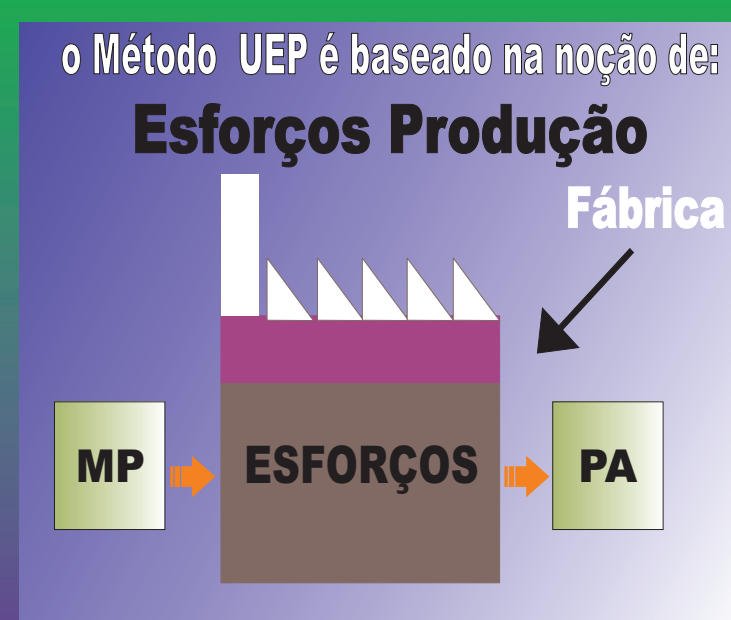 o Método UEP é baseado na noção de:
Esforços Produção
Fábrica
MP
ESFORÇOS
PA